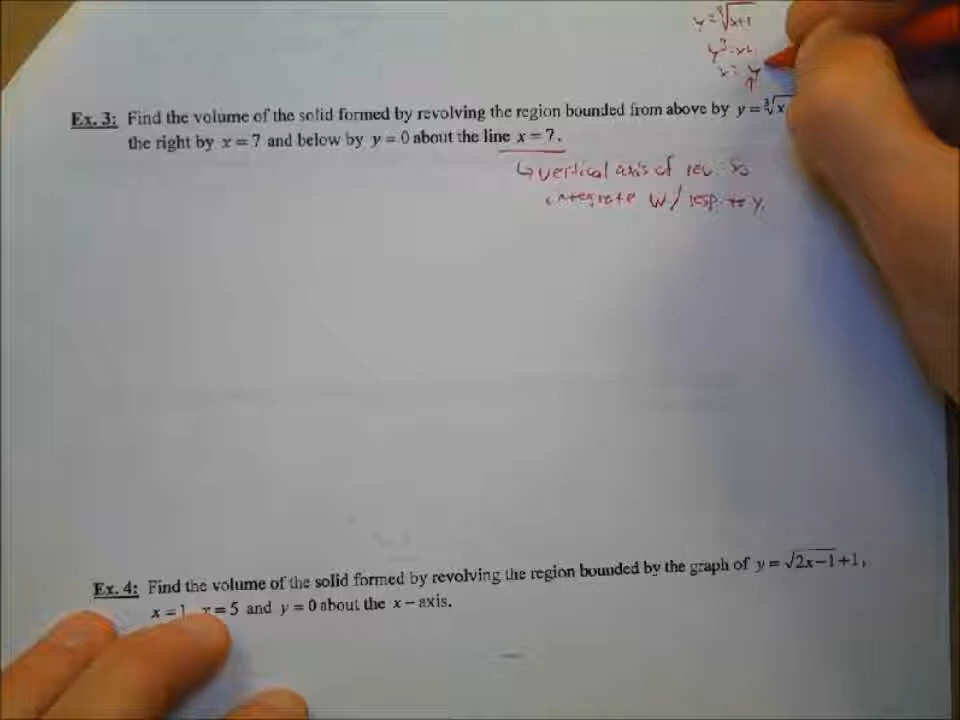 y = ∛x+1
y³ = x+
x = y
Ex. 3: Find the volume of the solid formed by revolving the region bounded from above by y = ∛x
the right by x = 7 and below by y = 0 about the line x = 7.
↳ vertical axis of rev. so
integrate w/ resp. to y.
Ex. 4: Find the volume of the solid formed by revolving the region bounded by the graph of y = √2x−1+1,
x = 1 x = 5 and y = 0 about the x − axis.